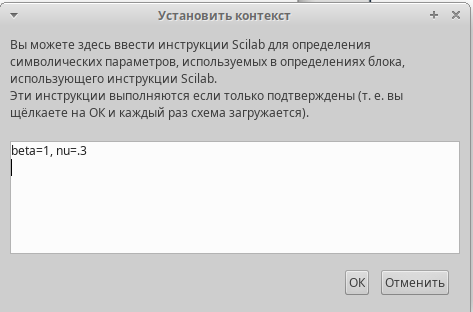 Установить контекст
Вы можете здесь ввести инструкции Scilab для определения
символических параметров, используемых в определениях блока,
использующего инструкции Scilab.
Эти инструкции выполняются если только подтверждены (т. е. вы
щёлкаете на OK и каждый раз схема загружается).
beta=1, nu=.3
OK Отменить